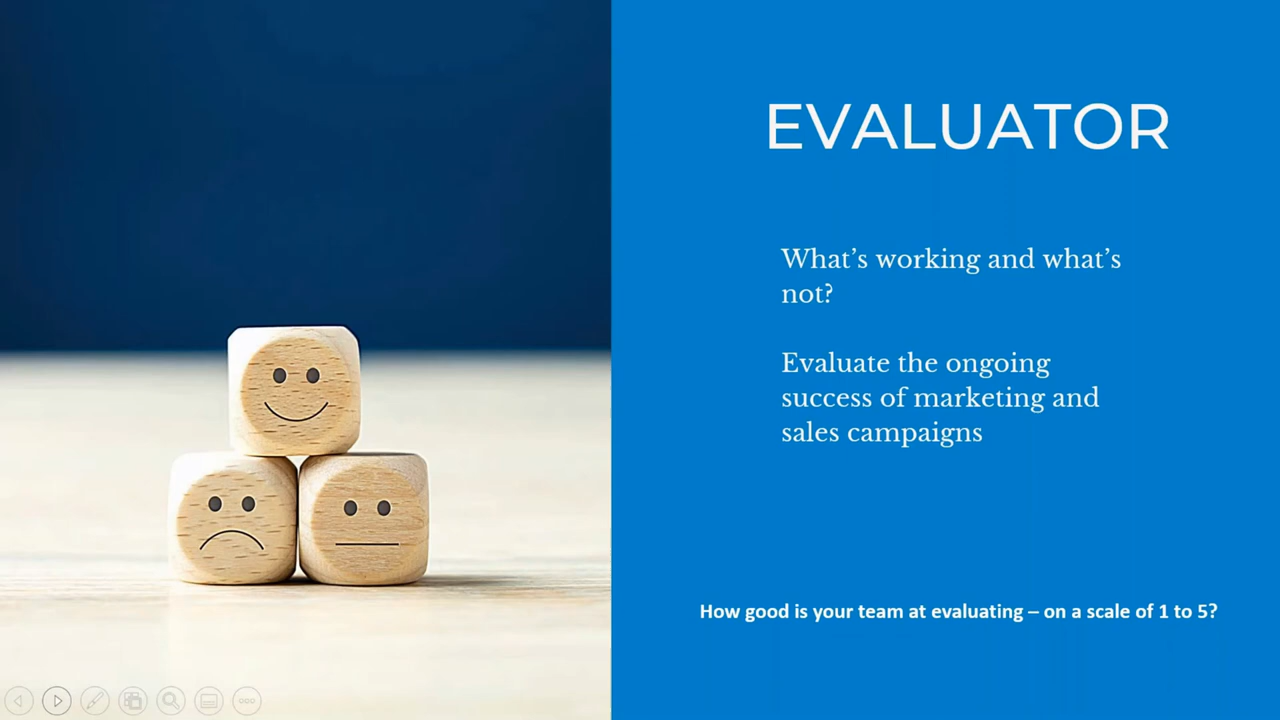 EVALUATOR
What’s working and what’s
not?
Evaluate the ongoing
success of marketing and
sales campaigns
How good is your team at evaluating – on a scale of 1 to 5?